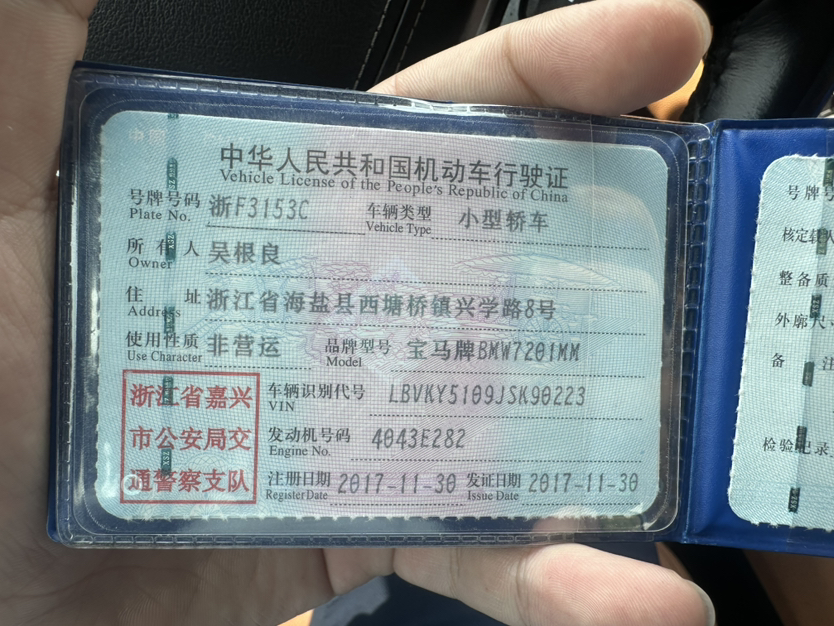 中华人民共和国机动车行驶证
Vehicle License of the People's Republic of China
号牌号码 浙F3153C 车辆类型 小型轿车
Plate No. Vehicle Type
所有人 吴根良
Owner
住址 浙江省海盐县西塘桥镇兴学路8号
Address
使用性质 非营运 品牌型号 宝马牌BMW7201MM
Use Character Model
浙江省嘉兴
市公安局交
通警察支队
车辆识别代号 LBVKY5109JSK90223
VIN
发动机号码 4043E282
Engine No.
注册日期 2017-11-30 发证日期 2017-11-30
Register Date Issue Date
号牌
核定载
整备质
外廓尺
备 注
检验记录